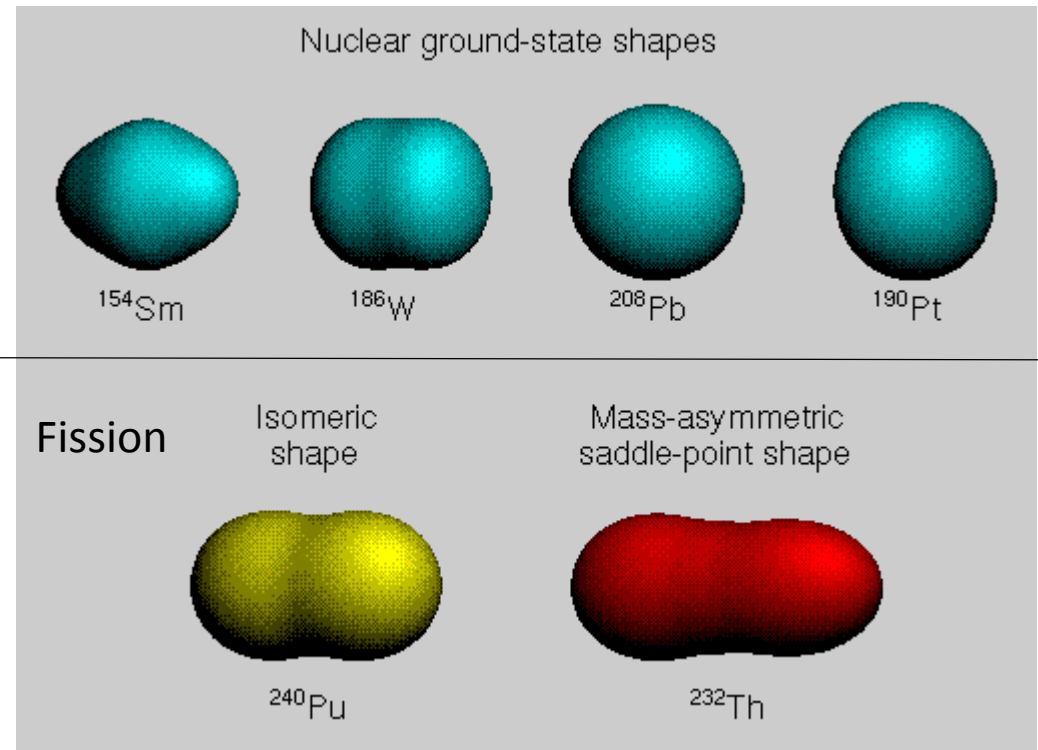 Nuclear ground-state shapes
¹⁵⁴Sm ¹⁸⁶W ²⁰⁸Pb ¹⁹⁰Pt
Fission
Isomeric
shape
Mass-asymmetric
saddle-point shape
²⁴⁰Pu ²³²Th